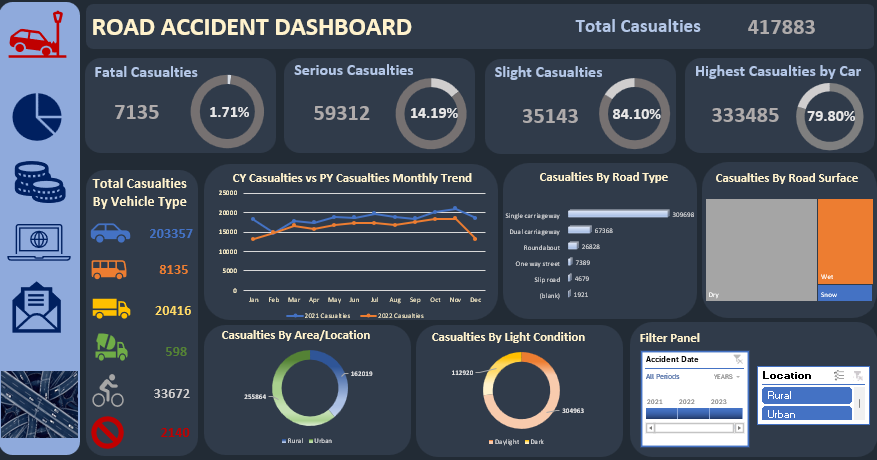 ROAD ACCIDENT DASHBOARD
Total Casualties 417883
Fatal Casualties
7135
1.71%
Serious Casualties
59312
14.19%
Slight Casualties
35143
84.10%
Highest Casualties by Car
333485
79.80%
Total Casualties
By Vehicle Type
203357
8135
20416
598
33672
CY Casualties vs PY Casualties Monthly Trend
25000
20000
15000
10000
5000
0
Jan Feb Mar Apr May Jun Jul Aug Sep Oct Nov Dec
2021 Casualties 2022 Casualties
Casualties By Road Type
Single carriageway 309698
Dual carriageway 67368
Roundabout 26828
One way street 7389
Slip road 4679
(blank) 1921
Casualties By Road Surface
Dry
Wet
Snow
Casualties By Area/Location
162019
255864
Rural Urban
Casualties By Light Condition
112920
304963
Daylight Dark
Filter Panel
Accident Date
All Periods YEARS
2021 2022 2023
Location
Rural
Urban